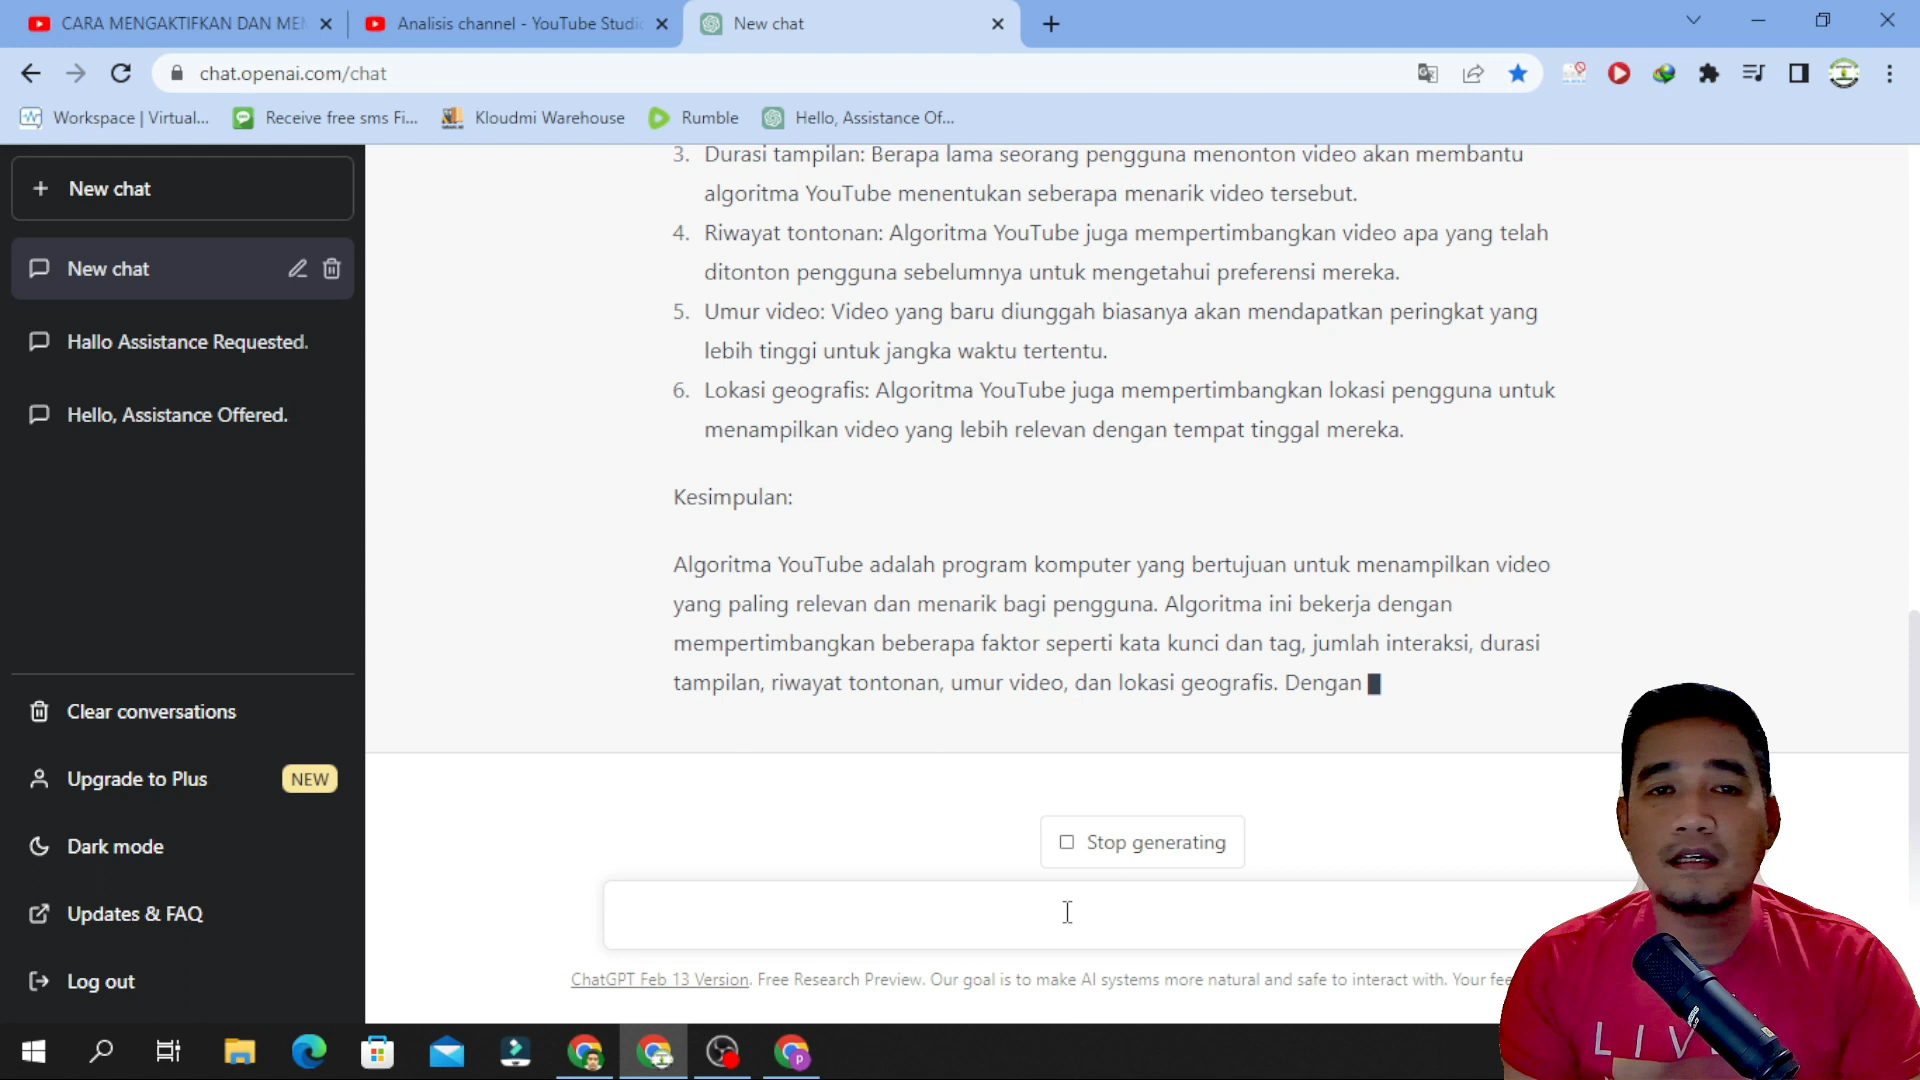 CARA MENGAKTIFKAN DAN MEN
Analisis channel - YouTube Studio
New chat
chat.openai.com/chat
Workspace | Virtual...
Receive free sms Fi...
Kloudmi Warehouse
Rumble
Hello, Assistance Of...
New chat
New chat
Hallo Assistance Requested.
Hello, Assistance Offered.
Clear conversations
Upgrade to Plus
NEW
Dark mode
Updates & FAQ
Log out
3. Durasi tampilan: Berapa lama seorang pengguna menonton video akan membantu
algoritma YouTube menentukan seberapa menarik video tersebut.
4. Riwayat tontonan: Algoritma YouTube juga mempertimbangkan video apa yang telah
ditonton pengguna sebelumnya untuk mengetahui preferensi mereka.
5. Umur video: Video yang baru diunggah biasanya akan mendapatkan peringkat yang
lebih tinggi untuk jangka waktu tertentu.
6. Lokasi geografis: Algoritma YouTube juga mempertimbangkan lokasi pengguna untuk
menampilkan video yang lebih relevan dengan tempat tinggal mereka.
Kesimpulan:
Algoritma YouTube adalah program komputer yang bertujuan untuk menampilkan video
yang paling relevan dan menarik bagi pengguna. Algoritma ini bekerja dengan
mempertimbangkan beberapa faktor seperti kata kunci dan tag, jumlah interaksi, durasi
tampilan, riwayat tontonan, umur video, dan lokasi geografis. Dengan
Stop generating
ChatGPT Feb 13 Version. Free Research Preview. Our goal is to make AI systems more natural and safe to interact with. Your fee
LIV